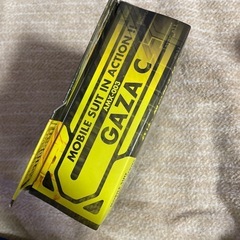 MOBILE SUIT IN ACTION!!
AMX-003
GAZA C